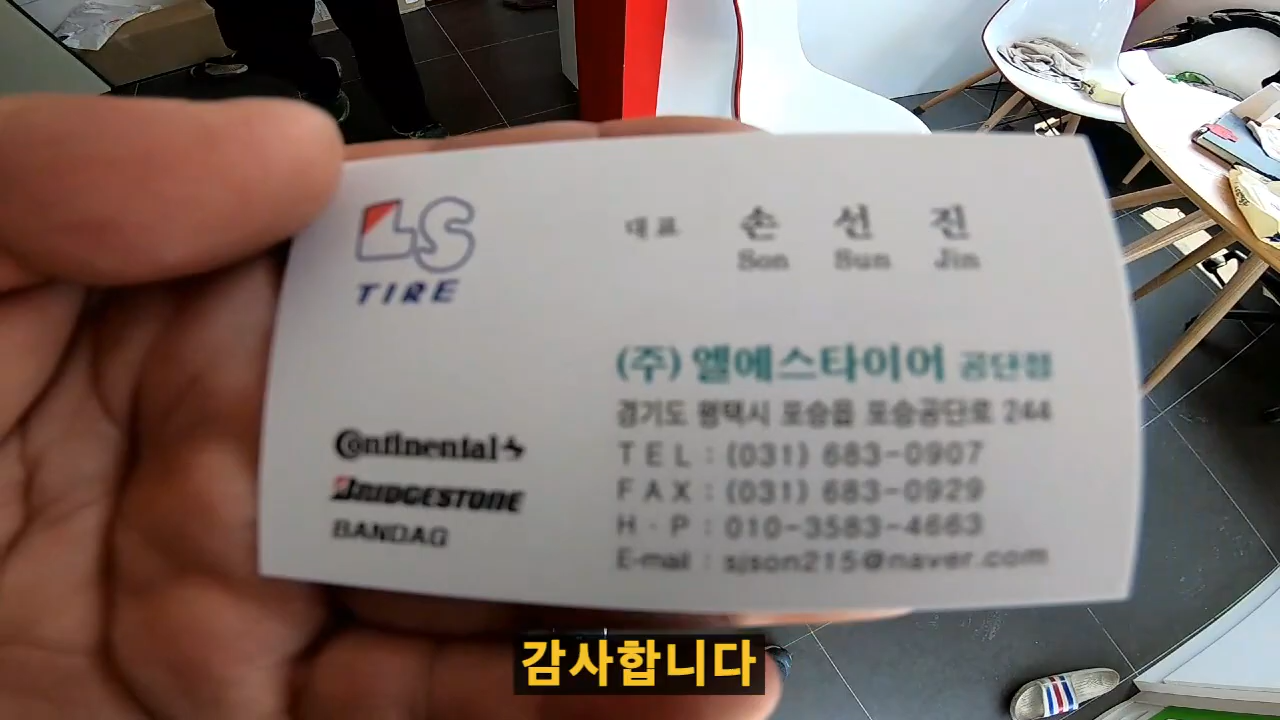 LS
TIRE
대표 손 선 진
Son Sun Jin
(주) 엘에스타이어 공단점
경기도 평택시 포승읍 포승공단로 244
TEL : (031) 683-0907
FAX : (031) 683-0929
H · P : 010-3583-4663
E-mail : sjson215@naver.com
Continental
BRIDGESTONE
BANDAG
감사합니다